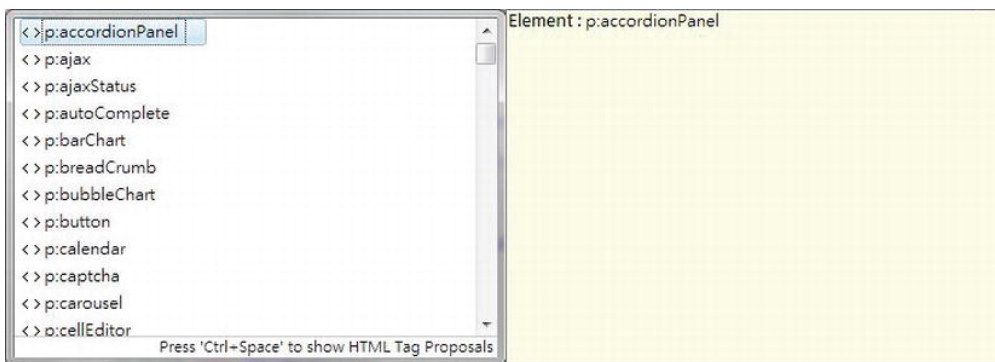 <>p:accordionPanel
<>p:ajax
<>p:ajaxStatus
<>p:autoComplete
<>p:barChart
<>p:breadCrumb
<>p:bubbleChart
<>p:button
<>p:calendar
<>p:captcha
<>p:carousel
<>p:cellEditor
Press 'Ctrl+Space' to show HTML Tag Proposals
Element : p:accordionPanel